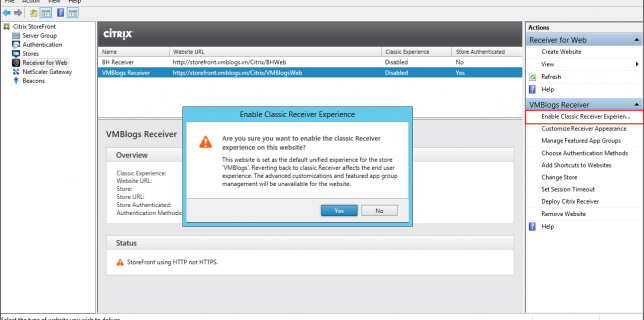 File Action View Help
Citrix StoreFront
Server Group
Authentication
Stores
Receiver for Web
NetScaler Gateway
Beacons
CITRIX
Name Website URL Classic Experience Store Authenticated
BH Receiver http://storefront.vmblogs.vn/Citrix/BHWeb Disabled No
VMBlogs Receiver http://storefront.vmblogs.vn/Citrix/VMBlogsWeb Disabled Yes
VMBlogs Receiver
Overview
Classic Experience:
Website URL:
Store:
Store URL:
Store Authenticated:
Authentication Methods:
Status
StoreFront using HTTP not HTTPS.
Enable Classic Receiver Experience
Are you sure you want to enable the classic Receiver
experience on this website?
This website is set as the default unified experience for the store
'VMBlogs'. Reverting back to classic Receiver affects the end user
experience. The advanced customizations and featured app group
management will be unavailable for the website.
Yes No
Actions
Receiver for Web
Create Website
View
Refresh
Help
VMBlogs Receiver
Enable Classic Receiver Experien...
Customize Receiver Appearance
Manage Featured App Groups
Choose Authentication Methods
Add Shortcuts to Websites
Change Store
Set Session Timeout
Deploy Citrix Receiver
Remove Website
Help
Select the type of website you wish to deliver.